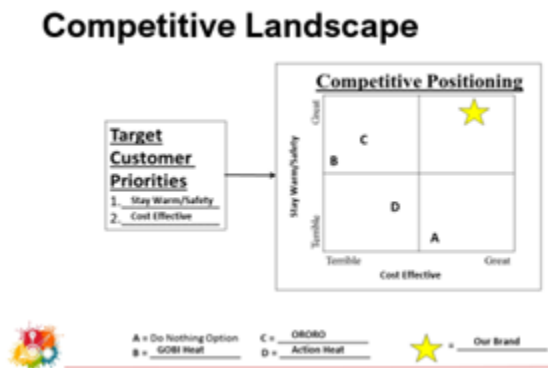 Competitive Landscape
Target
Customer
Priorities
1. Stay Warm/Safety
2. Cost Effective
Competitive Positioning
Stay Warm/Safety
Great
Terrible
C
B
D
A
Terrible
Great
Cost Effective
A = Do Nothing Option
B = GOBI Heat
C = ORORO
D = Action Heat
= Our Brand